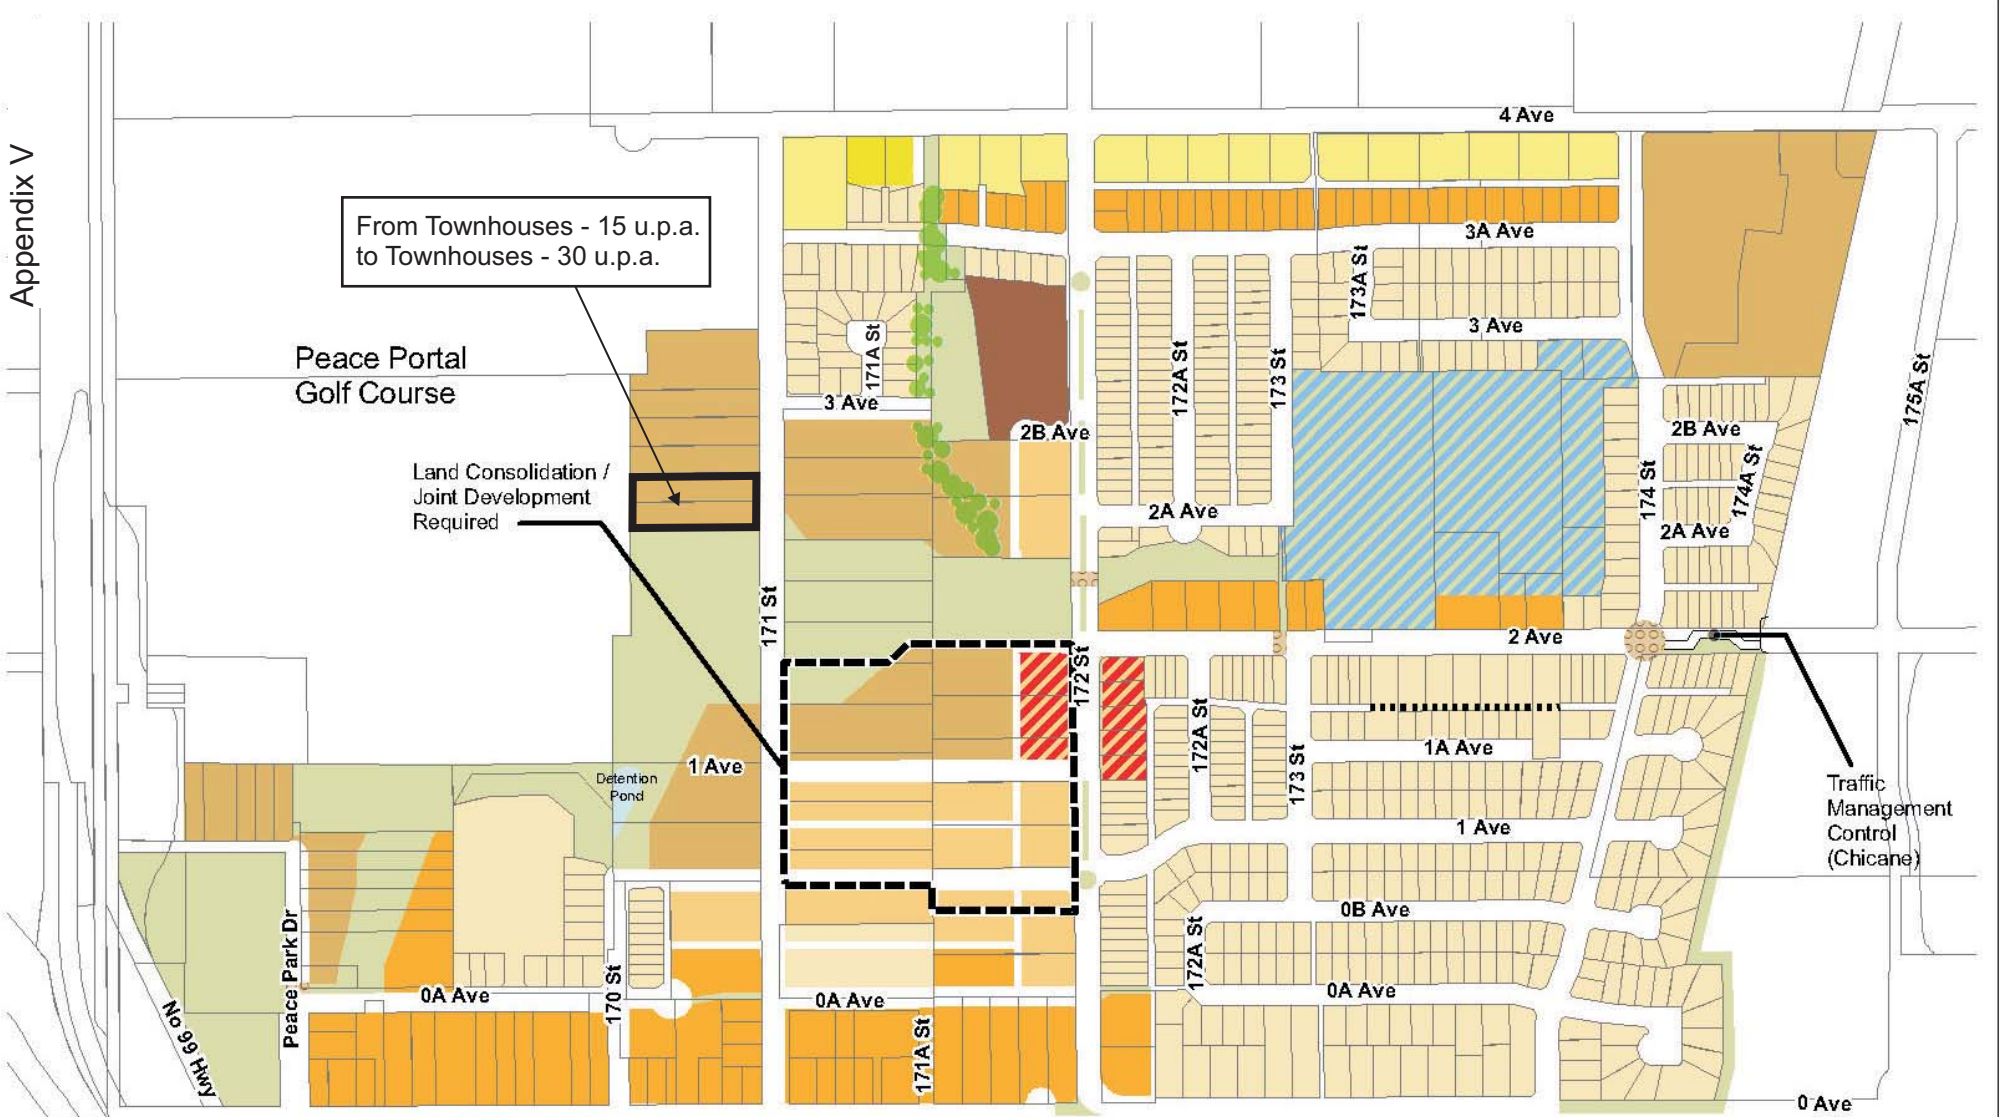 Appendix V
4 Ave
From Townhouses - 15 u.p.a.
to Townhouses - 30 u.p.a.
3A Ave
173A St
3 Ave
171A St
172A St
173 St
Peace Portal
Golf Course
175A St
3 Ave
2B Ave
2B Ave
Land Consolidation /
Joint Development
Required
174 St
174A St
2A Ave
2A Ave
171 St
2 Ave
172 St
172A St
1A Ave
1 Ave
173 St
Detention
Pond
Traffic
Management
Control
(Chicane)
1 Ave
0B Ave
Peace Park Dr
170 St
172A St
0A Ave
0A Ave
0A Ave
No 99 Hwy
171A St
0 Ave